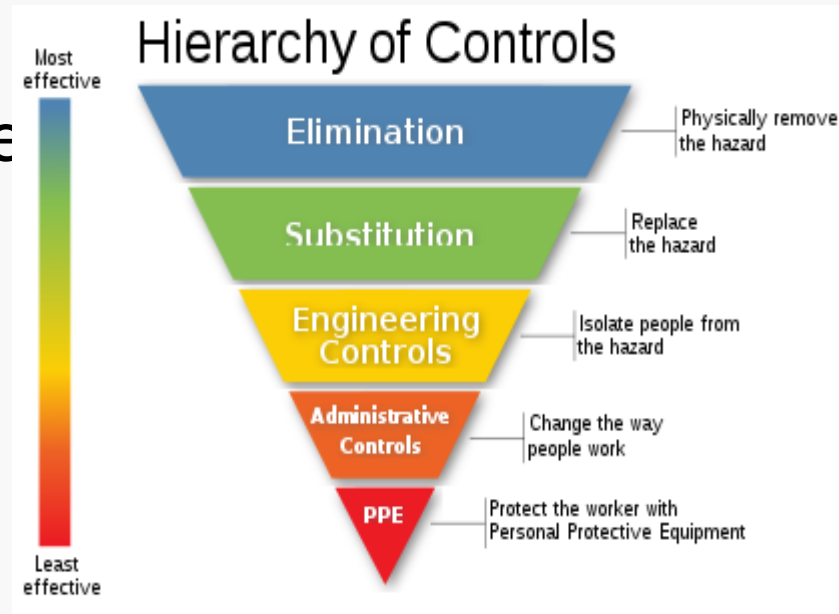 Hierarchy of Controls
Most
effective
e
Elimination
Physically remove
the hazard
Substitution
Replace
the hazard
Engineering
Controls
Isolate people from
the hazard
Administrative
Controls
Change the way
people work
PPE
Protect the worker with
Personal Protective Equipment
Least
effective